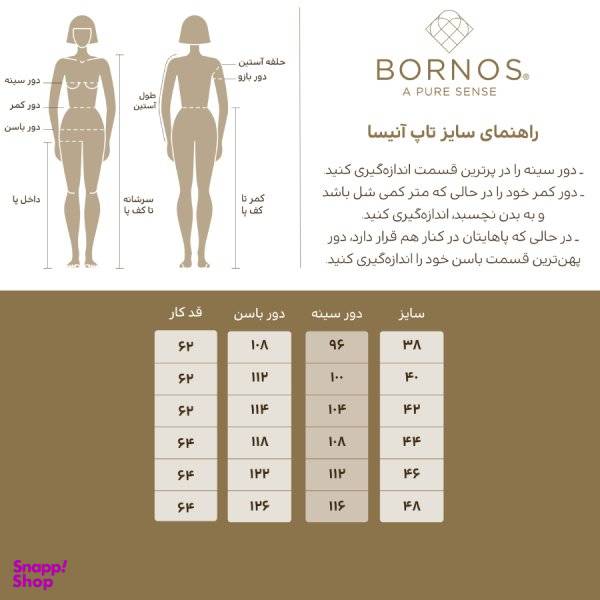 BORNOS®
A PURE SENSE
راهنمای سایز تاپ آنیسا
ـ دور سینه را در پرترین قسمت اندازه‌گیری کنید.
ـ دور کمر خود را در حالی که متر کمی شل باشد
و به بدن نچسبد، اندازه‌گیری کنید.
ـ در حالی که پاهایتان در کنار هم قرار دارد، دور
پهن‌ترین قسمت باسن خود را اندازه‌گیری کنید.
حلقه آستین
دور بازو
طول
آستین
دور سینه
دور کمر
دور باسن
داخل پا
سرشانه
تا کف پا
کمر تا
کف پا
سایز دور سینه دور باسن قد کار
۳۸ ۹۶ ۱۰۸ ۶۲
۴۰ ۱۰۰ ۱۱۲ ۶۲
۴۲ ۱۰۴ ۱۱۴ ۶۲
۴۴ ۱۰۸ ۱۱۸ ۶۴
۴۶ ۱۱۲ ۱۲۲ ۶۴
۴۸ ۱۱۶ ۱۲۶ ۶۴
Snapp!
Shop